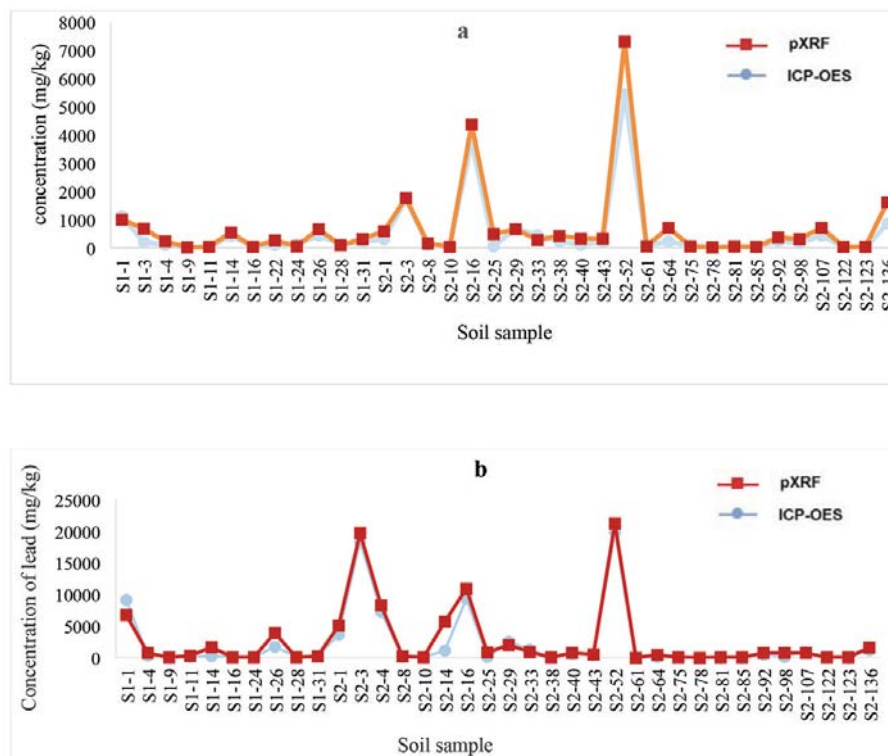 a
8000
7000
6000
5000
4000
3000
2000
1000
0
concentration (mg/kg)
pXRF
ICP-OES
S1-1
S1-3
S1-4
S1-9
S1-11
S1-14
S1-16
S1-22
S1-24
S1-26
S1-28
S1-31
S2-1
S2-3
S2-8
S2-10
S2-16
S2-25
S2-29
S2-33
S2-38
S2-40
S2-43
S2-52
S2-61
S2-64
S2-75
S2-78
S2-81
S2-85
S2-92
S2-98
S2-107
S2-122
S2-123
S2-136
Soil sample
b
25000
20000
15000
10000
5000
0
Concentration of lead (mg/kg)
pXRF
ICP-OES
S1-1
S1-4
S1-9
S1-11
S1-14
S1-16
S1-24
S1-26
S1-28
S1-31
S2-1
S2-3
S2-4
S2-8
S2-10
S2-14
S2-16
S2-25
S2-29
S2-33
S2-38
S2-40
S2-43
S2-52
S2-61
S2-64
S2-75
S2-78
S2-81
S2-85
S2-92
S2-98
S2-107
S2-122
S2-123
S2-136
Soil sample